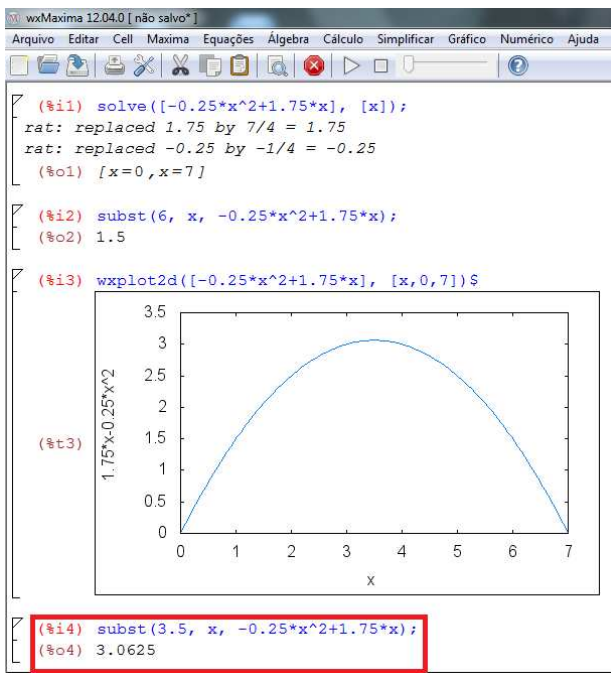 wxMaxima 12.04.0 [ não salvo* ]
Arquivo Editar Cell Maxima Equações Álgebra Cálculo Simplificar Gráfico Numérico Ajuda
(%i1) solve([-0.25*x^2+1.75*x], [x]);
rat: replaced 1.75 by 7/4 = 1.75
rat: replaced -0.25 by -1/4 = -0.25
(%o1) [x=0,x=7]
(%i2) subst(6, x, -0.25*x^2+1.75*x);
(%o2) 1.5
(%i3) wxplot2d([-0.25*x^2+1.75*x], [x,0,7])$
(%t3)
1.75*x-0.25*x^2
3.5
3
2.5
2
1.5
1
0.5
0
0 1 2 3 4 5 6 7
x
(%i4) subst(3.5, x, -0.25*x^2+1.75*x);
(%o4) 3.0625